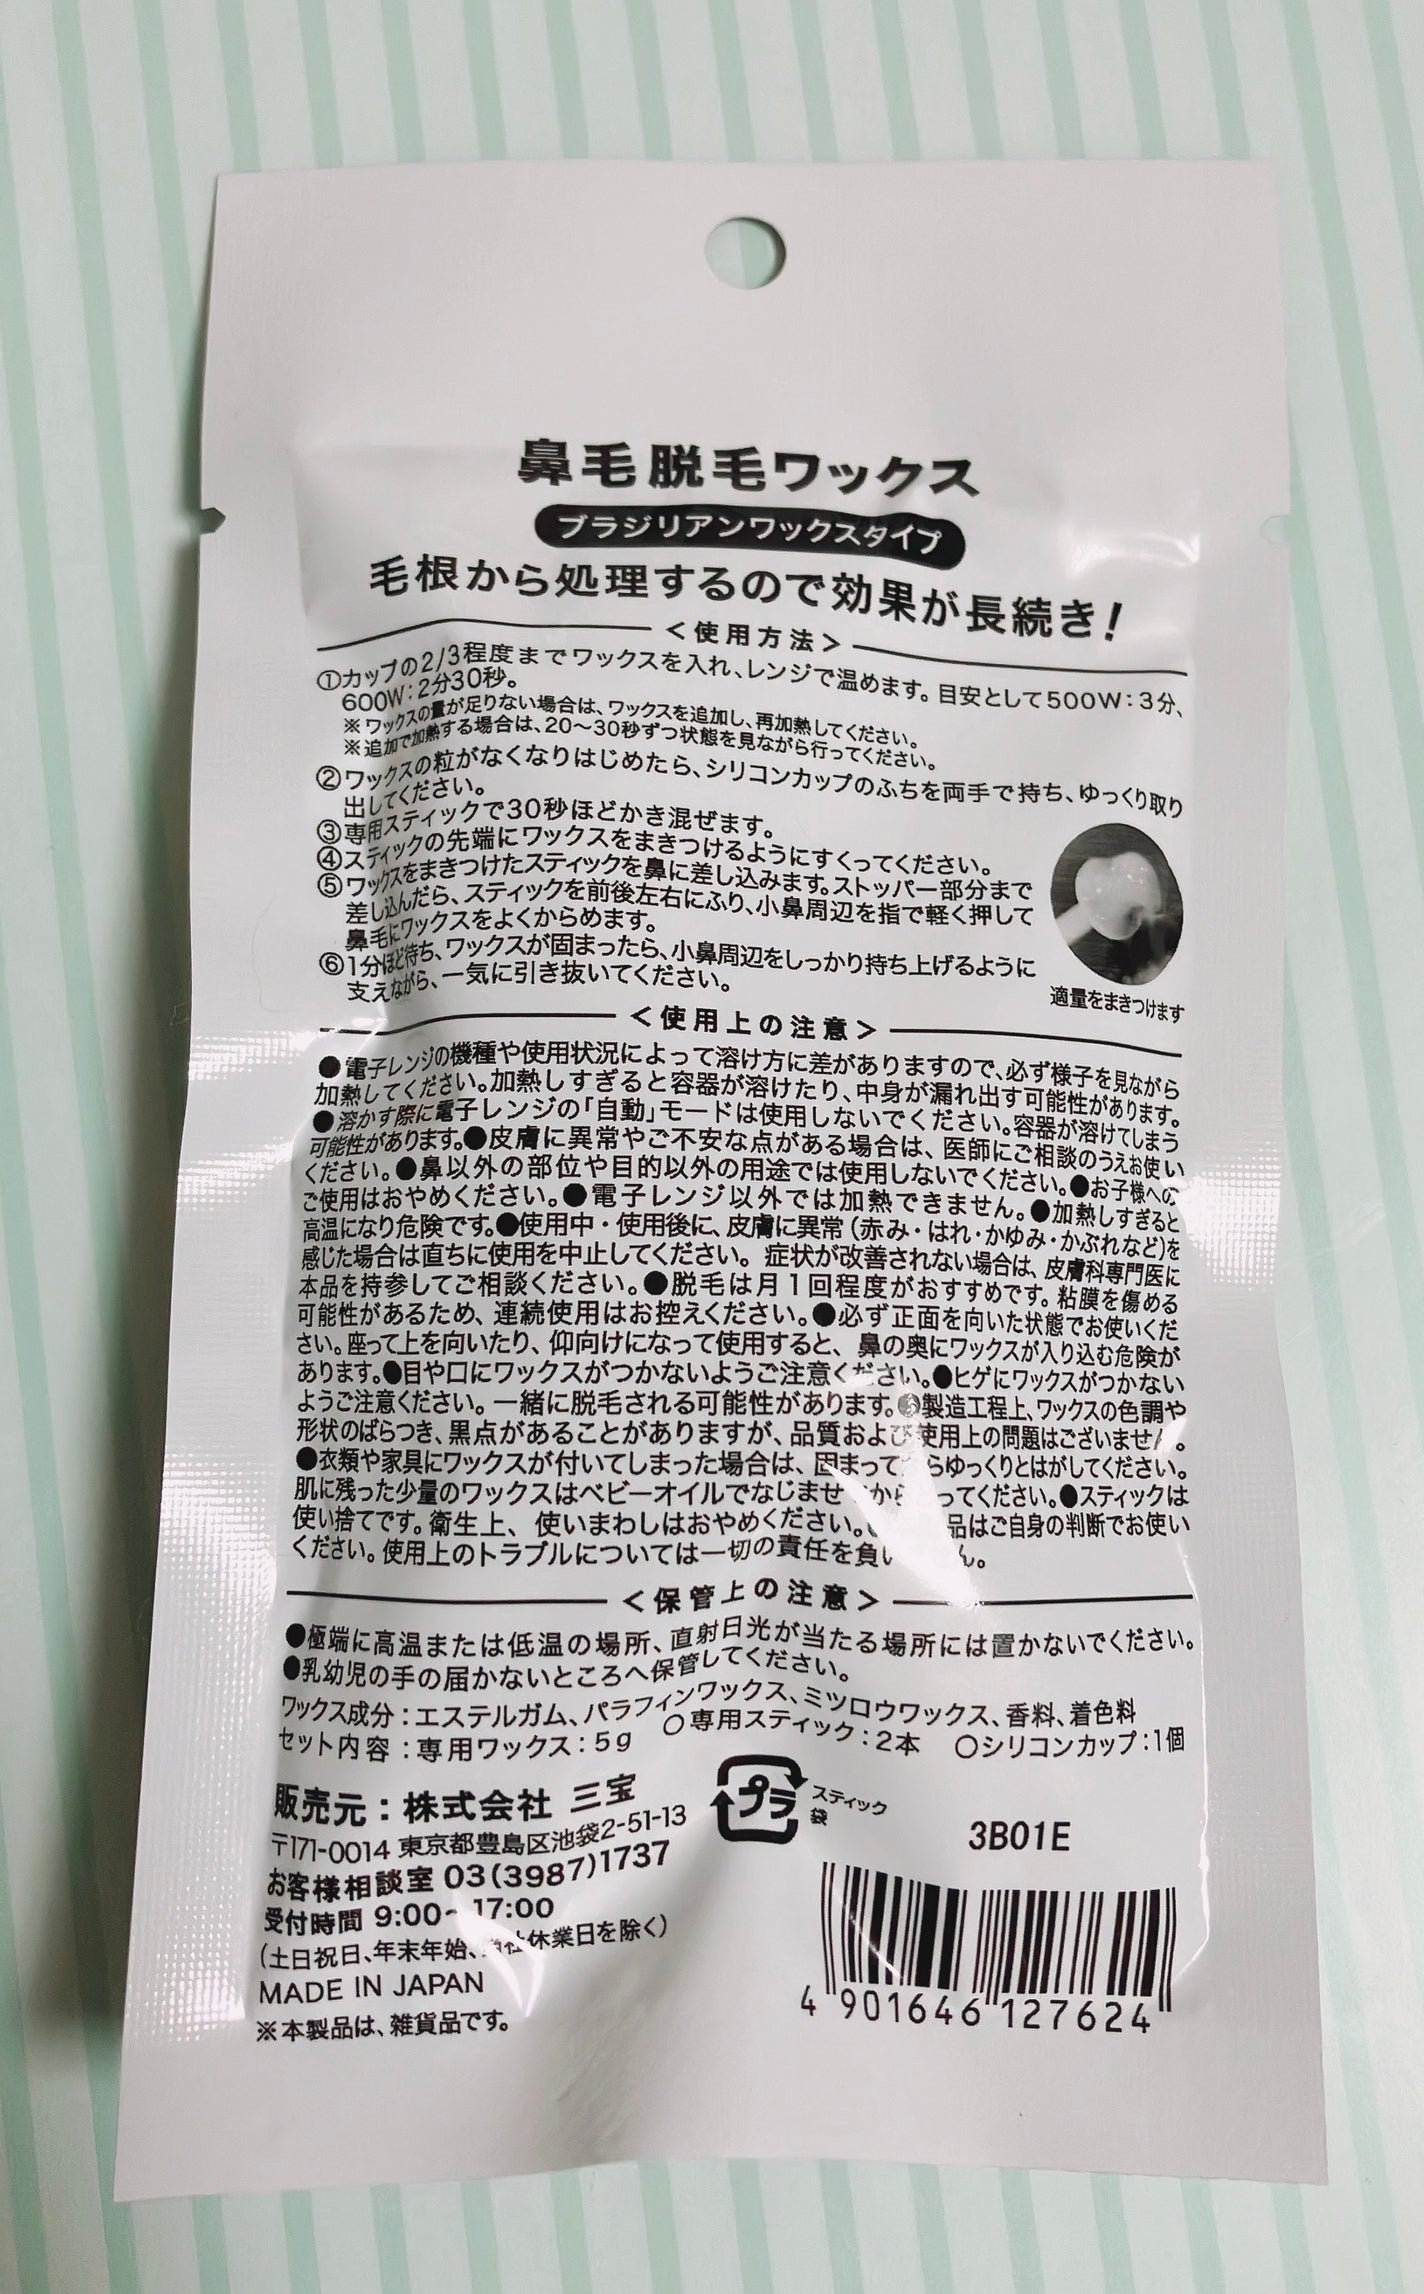 鼻毛脱毛ワックス
ブラジリアンワックスタイプ
毛根から処理するので効果が長続き!
＜使用方法＞
①カップの2/3程度までワックスを入れ、レンジで温めます。目安として500W：3分、
600W：2分30秒。
※ワックスの量が足りない場合は、ワックスを追加し、再加熱してください。
※追加で加熱する場合は、20～30秒ずつ状態を見ながら行ってください。
②ワックスの粒がなくなりはじめたら、シリコンカップのふちを両手で持ち、ゆっくり取り
出してください。
③専用スティックで30秒ほどかき混ぜます。
④スティックの先端にワックスをまきつけるようにすくってください。
⑤ワックスをまきつけたスティックを鼻に差し込みます。ストッパー部分まで
差し込んだら、スティックを前後左右にふり、小鼻周辺を指で軽く押して
鼻毛にワックスをよくからめます。
⑥1分ほど待ち、ワックスが固まったら、小鼻周辺をしっかり持ち上げるように
支えながら、一気に引き抜いてください。
適量をまきつけます
＜使用上の注意＞
●電子レンジの機種や使用状況によって溶け方に差がありますので、必ず様子を見ながら
加熱してください。加熱しすぎると容器が溶けたり、中身が漏れ出す可能性があります。
●溶かす際に電子レンジの「自動」モードは使用しないでください。容器が溶けてしまう
可能性があります。●皮膚に異常やご不安な点がある場合は、医師にご相談のうえお使い
ください。●鼻以外の部位や目的以外の用途では使用しないでください。●お子様への
ご使用はおやめください。●電子レンジ以外では加熱できません。●加熱しすぎると
高温になり危険です。●使用中・使用後に、皮膚に異常（赤み・はれ・かゆみ・かぶれなど）を
感じた場合は直ちに使用を中止してください。症状が改善されない場合は、皮膚科専門医に
本品を持参してご相談ください。●脱毛は月1回程度がおすすめです。粘膜を傷める
可能性があるため、連続使用はお控えください。●必ず正面を向いた状態でお使いくだ
さい。座って上を向いたり、仰向けになって使用すると、鼻の奥にワックスが入り込む危険が
あります。●目や口にワックスがつかないようご注意ください。●ヒゲにワックスがつかない
ようご注意ください。一緒に脱毛される可能性があります。●製造工程上、ワックスの色調や
形状のばらつき、黒点があることがありますが、品質および使用上の問題はございません。
●衣類や家具にワックスが付いてしまった場合は、固まってからゆっくりとはがしてください。
肌に残った少量のワックスはベビーオイルでなじませてから ってください。●スティックは
使い捨てです。衛生上、使いまわしはおやめください。 品はご自身の判断でお使い
ください。使用上のトラブルについては一切の責任を負い ん。
＜保管上の注意＞
●極端に高温または低温の場所、直射日光が当たる場所には置かないでください。
●乳幼児の手の届かないところへ保管してください。
ワックス成分：エステルガム、パラフィンワックス、ミツロウワックス、香料、着色料
セット内容：専用ワックス：5g ○専用スティック：2本 ○シリコンカップ：1個
販売元：株式会社 三宝
〒171-0014 東京都豊島区池袋2-51-13
お客様相談室 03(3987)1737
受付時間 9:00～17:00
（土日祝日、年末年始、当社休業日を除く）
MADE IN JAPAN
※本製品は、雑貨品です。
プラ
スティック
袋
3B01E
4 901646 127624